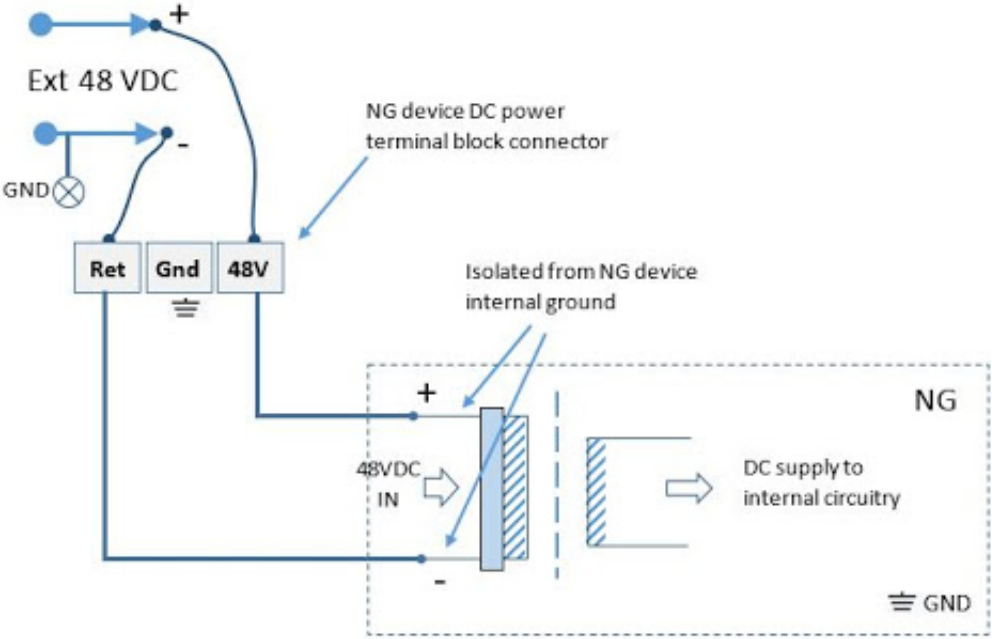 +
Ext 48 VDC
-
GND
NG device DC power
terminal block connector
Ret
Gnd
48V
Isolated from NG device
internal ground
+
NG
48VDC
IN
DC supply to
internal circuitry
-
GND